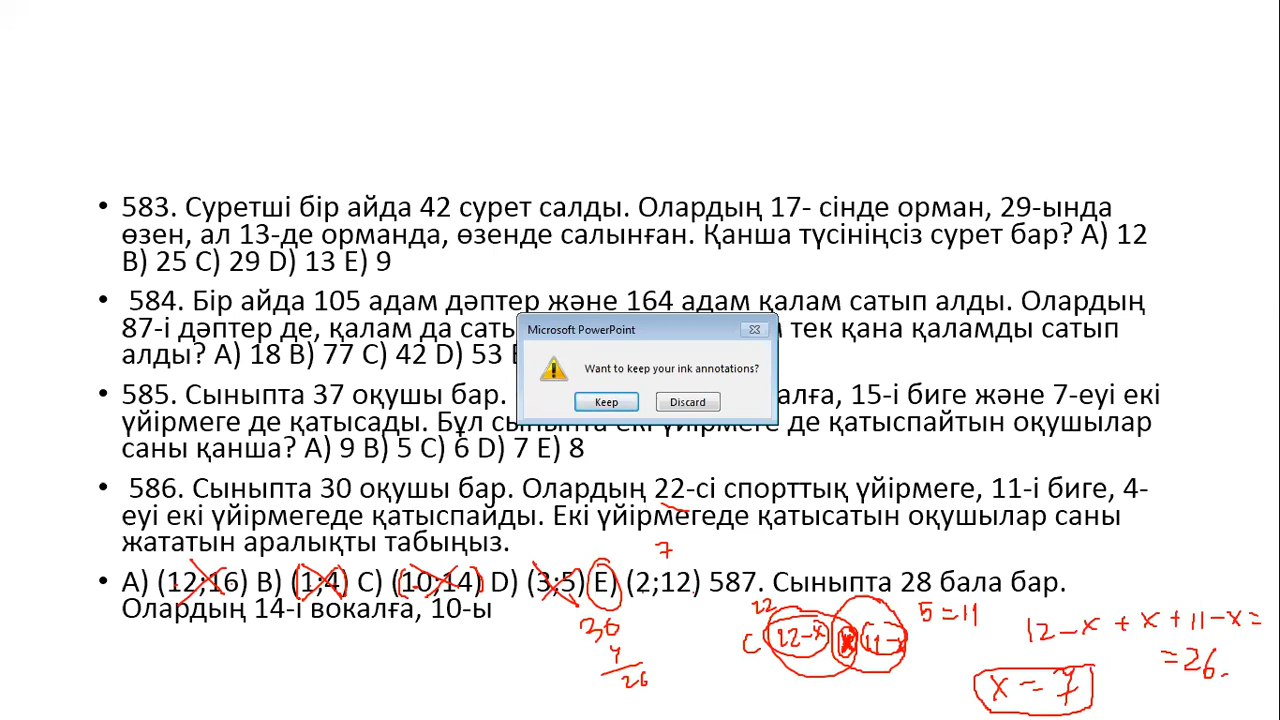 • 583. Суретші бір айда 42 сурет салды. Олардың 17- сінде орман, 29-ында
өзен, ал 13-де орманда, өзенде салынған. Қанша түсініңсіз сурет бар? A) 12
B) 25 C) 29 D) 13 E) 9
• 584. Бір айда 105 адам дәптер және 164 адам қалам сатып алды. Олардың
87-і дәптер де, қалам да тек қана қаламды сатып
алды? A) 18 B) 77 C) 42 D) 53
Microsoft PowerPoint
Want to keep your ink annotations?
Keep
Discard
• 585. Сыныпта 37 оқушы бар. 15-і биге және 7-еуі екі
үйірмеге де қатысады. Бұл сыныпта екі үйірмеге де қатыспайтын оқушылар
саны қанша? A) 9 B) 5 C) 6 D) 7 E) 8
• 586. Сыныпта 30 оқушы бар. Олардың 22-сі спорттық үйірмеге, 11-і биге, 4-
еуі екі үйірмегеде қатыспайды. Екі үйірмегеде қатысатын оқушылар саны
жататын аралықты табыңыз.
7
• A) (12;16) B) (1;4) C) (10;14) D) (3;5) E) (2;12) 587. Сыныпта 28 бала бар.
Олардың 14-і вокалға, 10-ы
30
4
26
22
C 22-x x 11-x
5=11
12-x + x + 11-x=
=26
x = 7